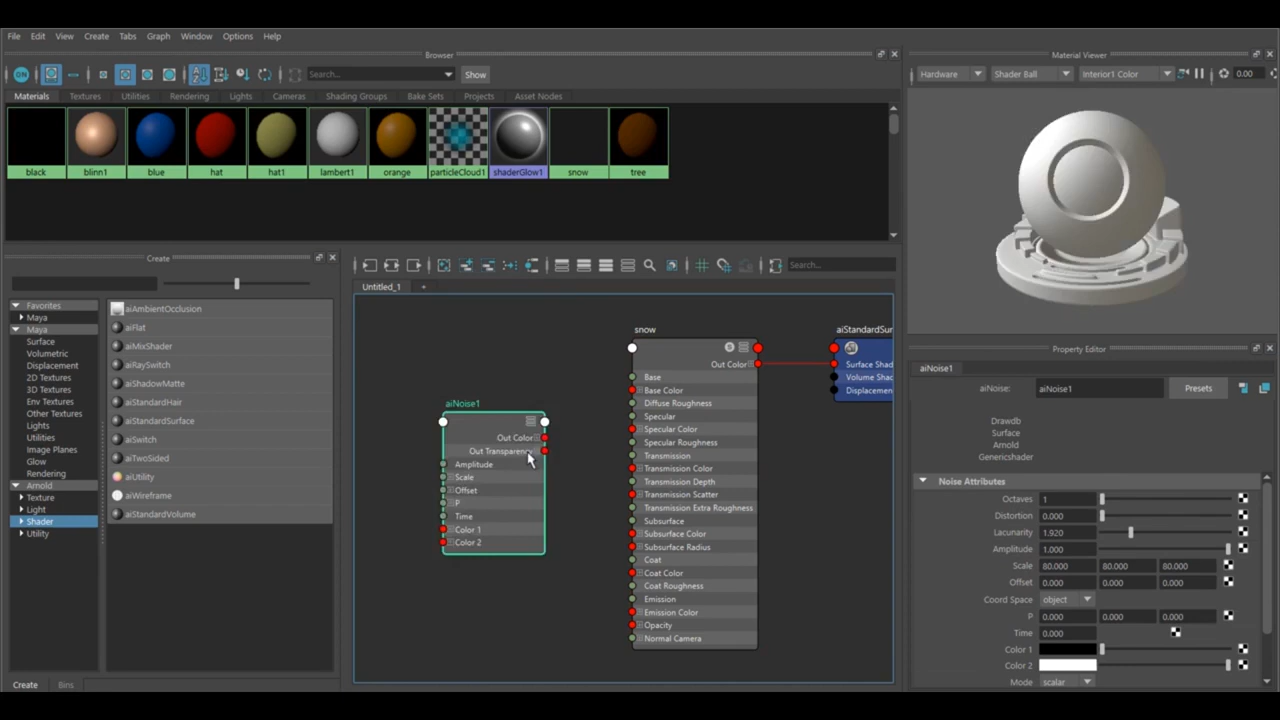 File Edit View Create Tabs Graph Window Options Help
Browser
Material Viewer
ON Search... Show
Hardware Shader Ball Interior1 Color 0.00
Materials Textures Utilities Rendering Lights Cameras Shading Groups Bake Sets Projects Asset Nodes
black blinn1 blue hat hat1 lambert1 orange particleCloud1 shaderGlow1 snow tree
Create
Search...
Untitled_1 +
Favorites
Maya
Maya
Surface
Volumetric
Displacement
2D Textures
3D Textures
Env Textures
Other Textures
Lights
Utilities
Image Planes
Glow
Rendering
Arnold
Texture
Light
Shader
Utility
aiAmbientOcclusion
aiFlat
aiMixShader
aiRaySwitch
aiShadowMatte
aiStandardHair
aiStandardSurface
aiSwitch
aiTwoSided
aiUtility
aiWireframe
aiStandardVolume
Create Bins
aiNoise1
Out Color
Out Transparency
Amplitude
Scale
Offset
P
Time
Color 1
Color 2
snow
S
Out Color
Base
Base Color
Diffuse Roughness
Specular
Specular Color
Specular Roughness
Transmission
Transmission Color
Transmission Depth
Transmission Scatter
Transmission Extra Roughness
Subsurface
Subsurface Color
Subsurface Radius
Coat
Coat Color
Coat Roughness
Emission
Emission Color
Opacity
Normal Camera
aiStandardSur
Surface Shad
Volume Shad
Displacemen
Property Editor
aiNoise1
aiNoise: aiNoise1 Presets
Drawdb
Surface
Arnold
Genericshader
Noise Attributes
Octaves 1
Distortion 0.000
Lacunarity 1.920
Amplitude 1.000
Scale 80.000 80.000 80.000
Offset 0.000 0.000 0.000
Coord Space object
P 0.000 0.000 0.000
Time 0.000
Color 1
Color 2
Mode scalar